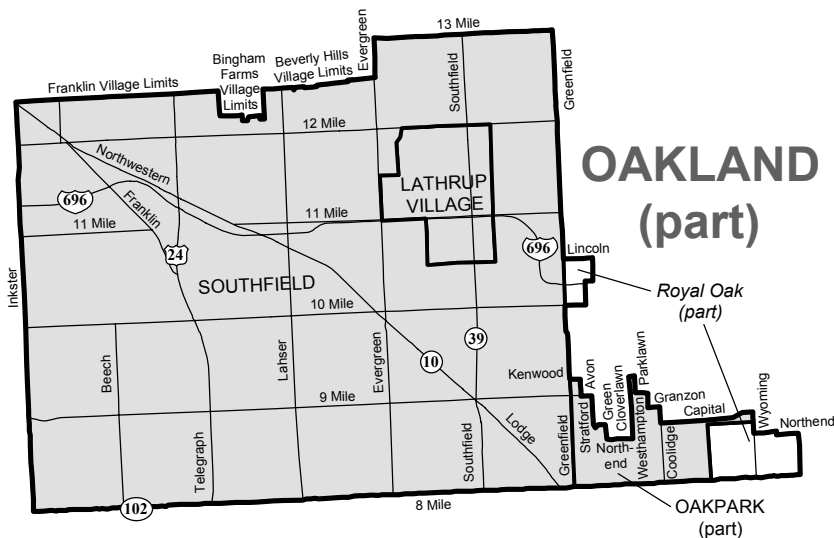 13 Mile
Bingham
Farms
Village
Limits
Beverly Hills
Village Limits
Evergreen
Franklin Village Limits
Southfield
Greenfield
12 Mile
Northwestern
OAKLAND
(part)
LATHRUP
VILLAGE
696
Franklin
11 Mile
11 Mile
24
696
Lincoln
Inkster
SOUTHFIELD
Royal Oak
(part)
10 Mile
39
10
Beech
Lahser
Evergreen
Kenwood
Avon
Stratford
Green
Cloverlawn
Parklawn
Granzon
Capital
Wyoming
Northend
9 Mile
Lodge
Telegraph
Southfield
Greenfield
North-
end
Westhampton
Coolidge
102
8 Mile
OAKPARK
(part)